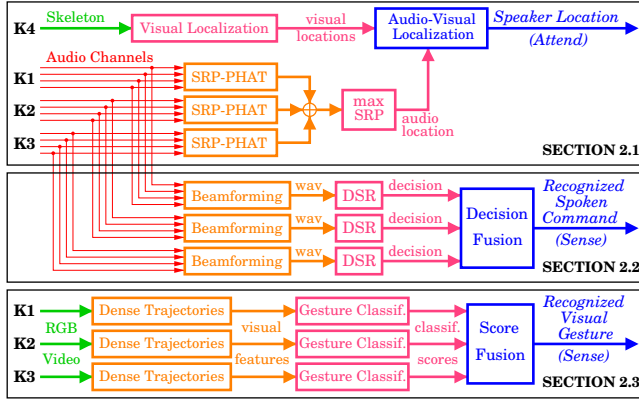 K4 Skeleton Visual Localization visual locations Audio-Visual Localization Speaker Location (Attend)
Audio Channels
K1 SRP-PHAT
K2 SRP-PHAT max SRP
audio location
K3 SRP-PHAT
SECTION 2.1
Beamforming wav DSR decision
Beamforming wav DSR decision
Beamforming wav DSR decision
Decision Fusion
Recognized
Spoken
Command
(Sense)
SECTION 2.2
K1 Dense Trajectories Gesture Classif.
RGB visual classif.
K2 Dense Trajectories Gesture Classif.
Video features scores
K3 Dense Trajectories Gesture Classif.
Score
Fusion
Recognized
Visual
Gesture
(Sense)
SECTION 2.3